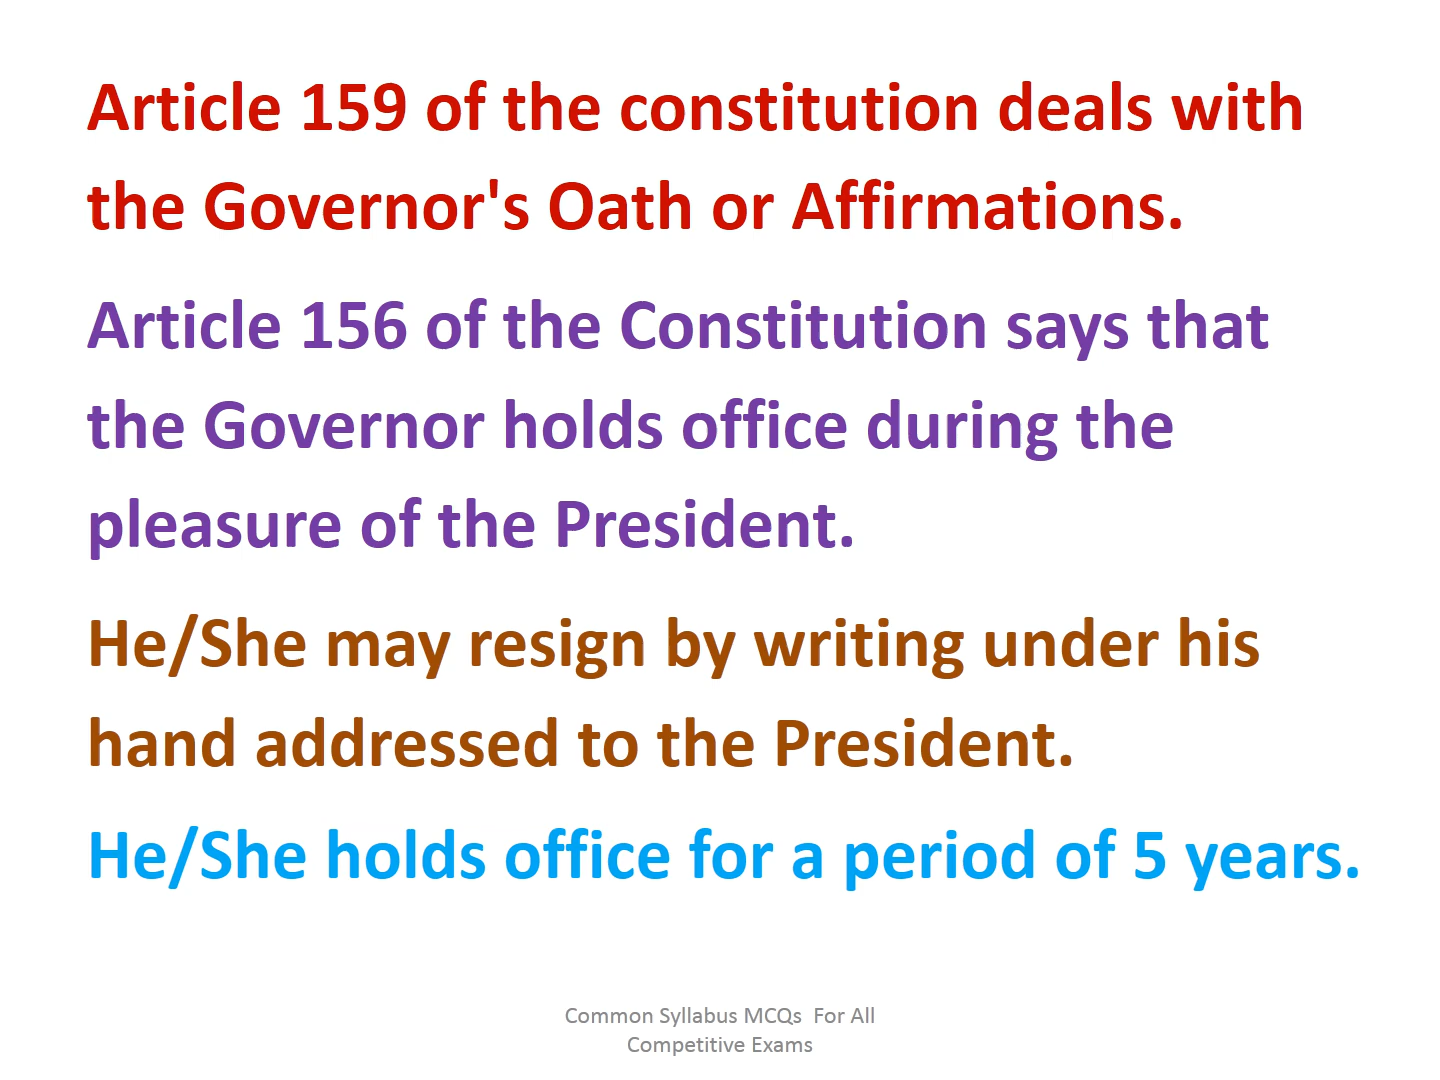 Article 159 of the constitution deals with
the Governor's Oath or Affirmations.
Article 156 of the Constitution says that
the Governor holds office during the
pleasure of the President.
He/She may resign by writing under his
hand addressed to the President.
He/She holds office for a period of 5 years.
Common Syllabus MCQs  For All
Competitive Exams